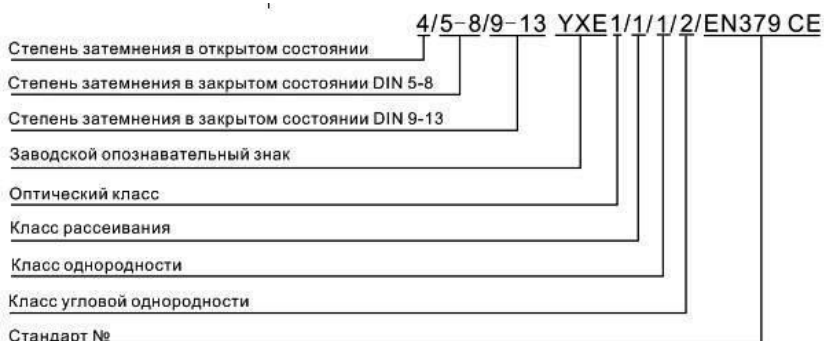 4/5-8/9-13 YXE1/1/1/2/EN379 CE
Степень затемнения в открытом состоянии
Степень затемнения в закрытом состоянии DIN 5-8
Степень затемнения в закрытом состоянии DIN 9-13
Заводской опознавательный знак
Оптический класс
Класс рассеивания
Класс однородности
Класс угловой однородности
Стандарт №